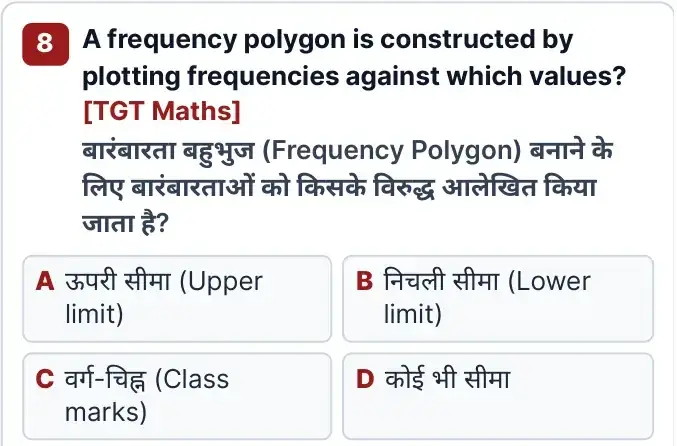 8 A frequency polygon is constructed by
plotting frequencies against which values?
[TGT Maths]
बारंबारता बहुभुज (Frequency Polygon) बनाने के
लिए बारंबारताओं को किसके विरुद्ध आलेखित किया
जाता है?
A ऊपरी सीमा (Upper
limit)
B निचली सीमा (Lower
limit)
C वर्ग-चिह्न (Class
marks)
D कोई भी सीमा